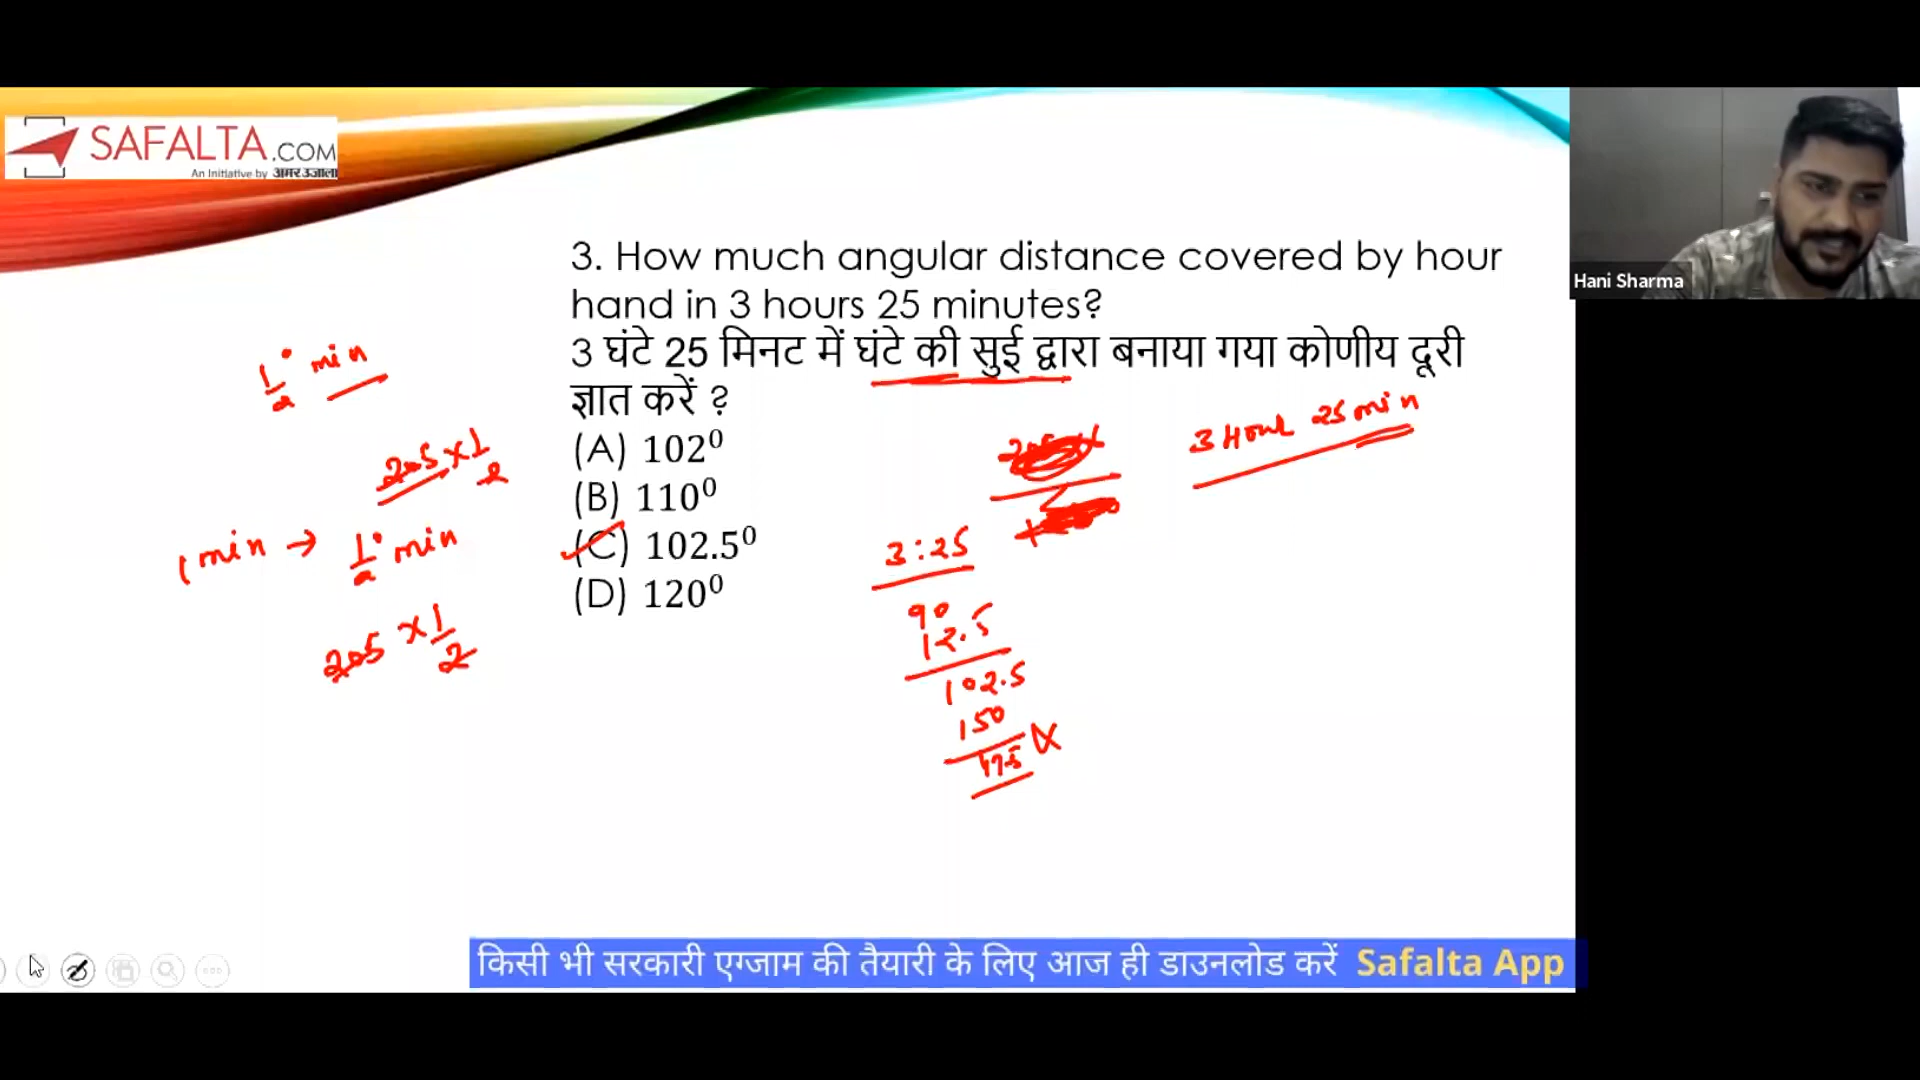 SAFALTA.COM
An Initiative by अमर उजाला
Hani Sharma
3. How much angular distance covered by hour
hand in 3 hours 25 minutes?
3 घंटे 25 मिनट में घंटे की सुई द्वारा बनाया गया कोणीय दूरी
ज्ञात करें ?
(A) 102⁰
(B) 110⁰
(C) 102.5⁰
(D) 120⁰
1/2° min
205 × 1/2
1 min → 1/2° min
205 × 1/2
3 Hour 25 min
3:25
90
12.5
102.5
150
47.5
किसी भी सरकारी एग्जाम की तैयारी के लिए आज ही डाउनलोड करें Safalta App